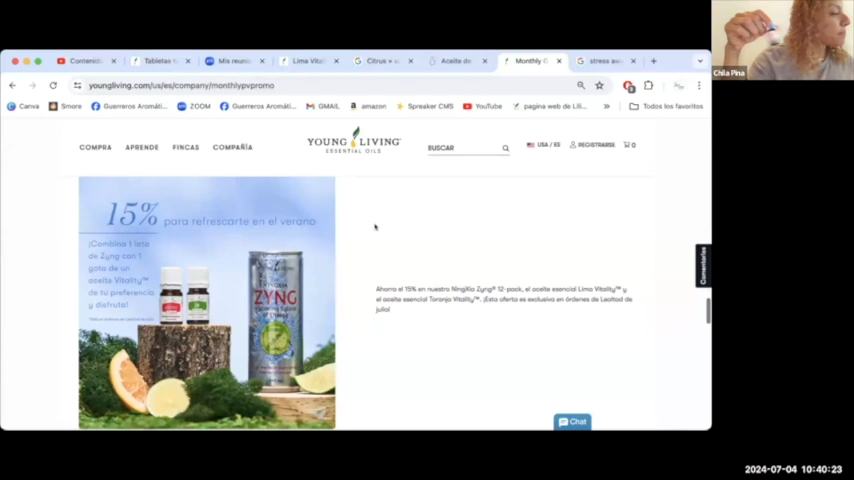 Contenido
Tabletas
Mis reuni
Lima Vital
Citrus = s
Aceite de
Monthly
stress aw
Chila Pina
youngliving.com/us/es/company/monthlypvpromo
Canva
Smore
Guerreros Aromáti...
ZOOM
Guerreros Aromáti...
GMAIL
amazon
Spreaker CMS
YouTube
pagina web de Lili...
Todos los favoritos
COMPRA
APRENDE
FINCAS
COMPAÑÍA
YOUNG LIVING
ESSENTIAL OILS
BUSCAR
USA / ES
REGISTRARSE
0
15% para refrescarte en el verano
¡Combina 1 lata
de Zyng con 1
gota de un
aceite Vitality™
de tu preferencia
y disfruta!
ZYNG
Ahorra el 15% en nuestro NingXia Zyng® 12-pack, el aceite esencial Lima Vitality™ y
el aceite esencial Toronja Vitality™. ¡Esta oferta es exclusiva en órdenes de Lealtad de
julio!
Comentarios
Chat
2024-07-04 10:40:23